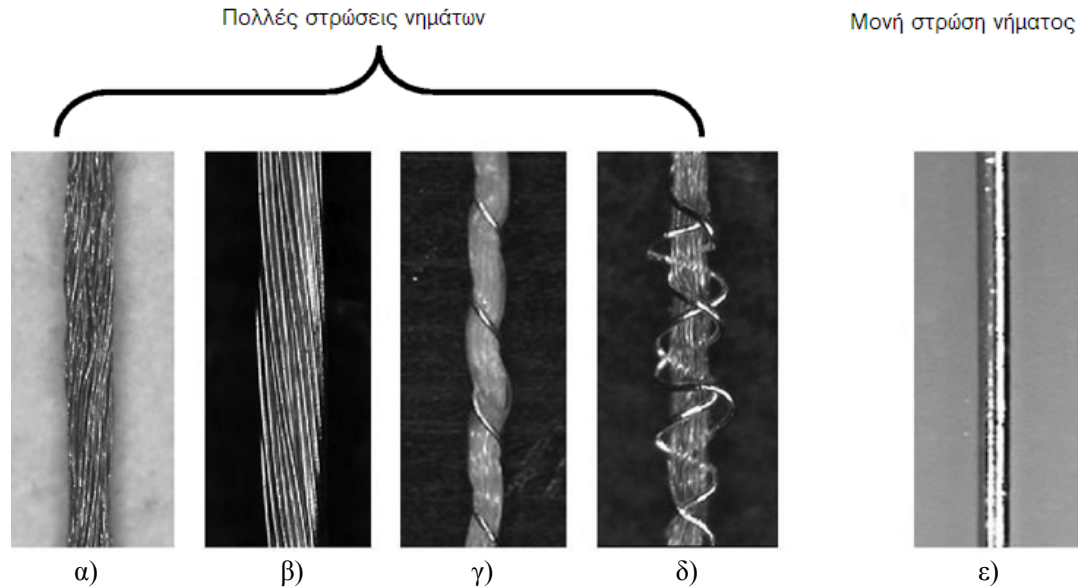 Πολλές στρώσεις νημάτων
Μονή στρώση νήματος
α)
β)
γ)
δ)
ε)